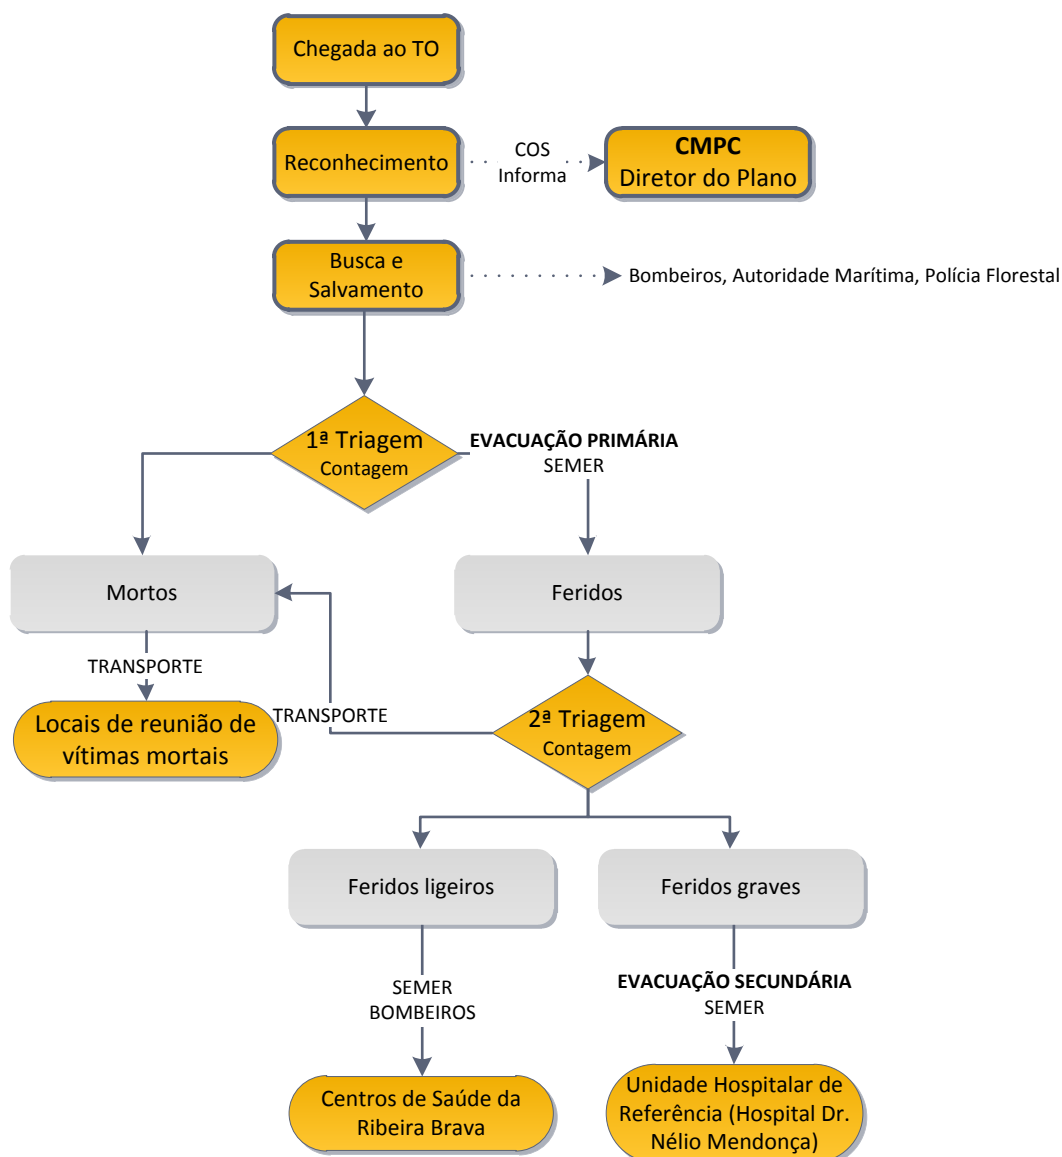 Chegada ao TO
Reconhecimento
COS
Informa
CMPC
Diretor do Plano
Busca e
Salvamento
Bombeiros, Autoridade Marítima, Polícia Florestal
1ª Triagem
Contagem
EVACUAÇÃO PRIMÁRIA
SEMER
Mortos
Feridos
TRANSPORTE
Locais de reunião de
vítimas mortais
TRANSPORTE
2ª Triagem
Contagem
Feridos ligeiros
Feridos graves
SEMER
BOMBEIROS
EVACUAÇÃO SECUNDÁRIA
SEMER
Centros de Saúde da
Ribeira Brava
Unidade Hospitalar de
Referência (Hospital Dr.
Nélio Mendonça)